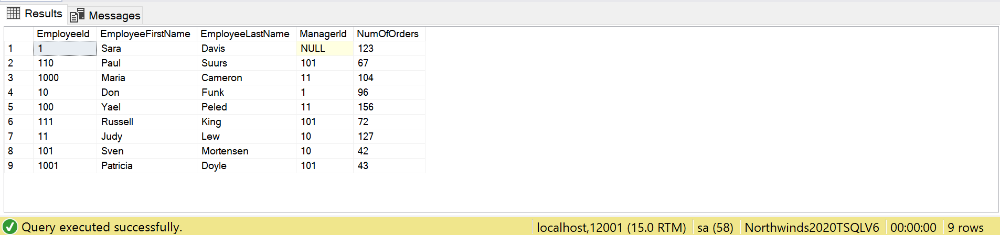 Results Messages
EmployeeId EmployeeFirstName EmployeeLastName ManagerId NumOfOrders
1 1 Sara Davis NULL 123
2 110 Paul Suurs 101 67
3 1000 Maria Cameron 11 104
4 10 Don Funk 1 96
5 100 Yael Peled 11 156
6 111 Russell King 101 72
7 11 Judy Lew 10 127
8 101 Sven Mortensen 10 42
9 1001 Patricia Doyle 101 43
Query executed successfully. localhost,12001 (15.0 RTM) sa (58) Northwinds2020TSQLV6 00:00:00 9 rows